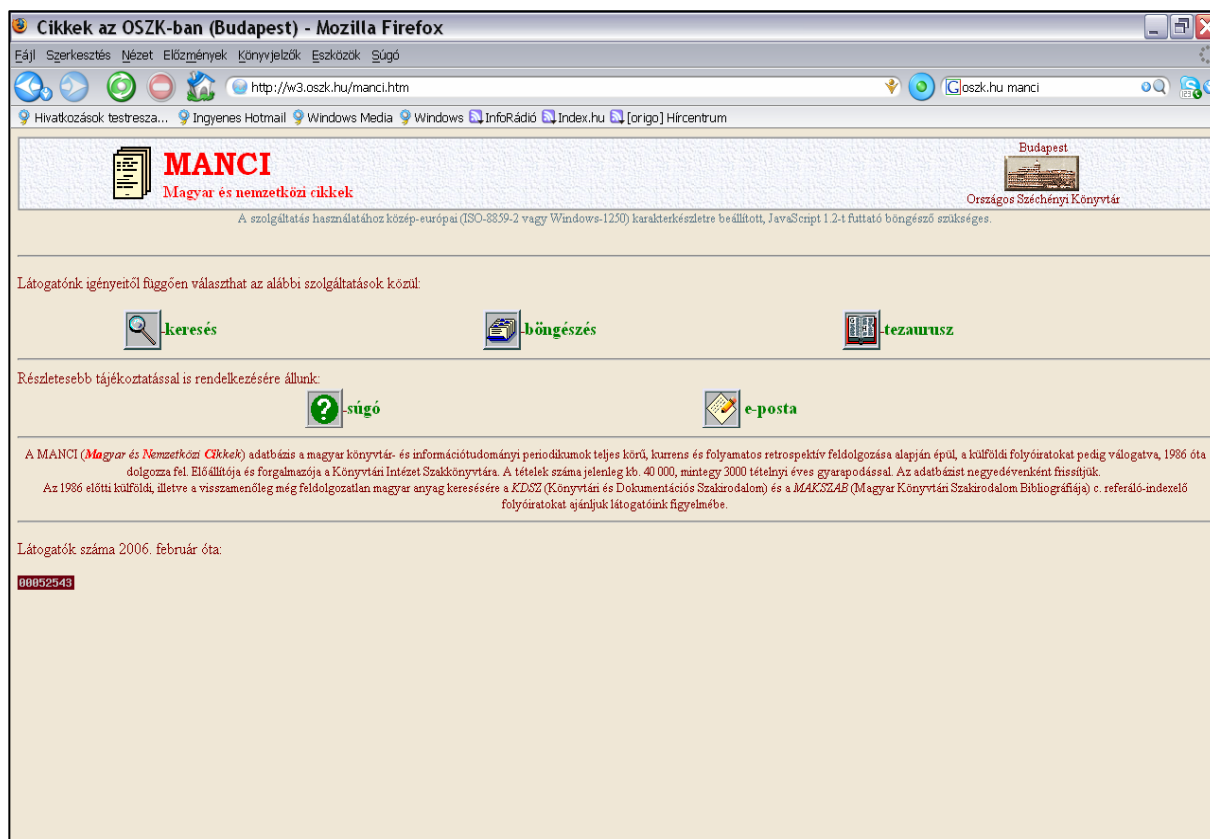 Cikkek az OSZK-ban (Budapest) - Mozilla Firefox
Fájl Szerkesztés Nézet Előzmények Könyvjelzők Eszközök Súgó
http://w3.oszk.hu/manci.htm
G oszk.hu manci
Hivatkozások testresza... Ingyenes Hotmail Windows Media Windows InfoRádió Index.hu [origo] Hírcentrum
MANCI
Magyar és nemzetközi cikkek
Budapest
Országos Széchényi Könyvtár
A szolgáltatás használatához közép-európai (ISO-8859-2 vagy Windows-1250) karakterkészletre beállított, JavaScript 1.2-t futtató böngésző szükséges.
Látogatónk igényeitől függően választhat az alábbi szolgáltatások közül:
-keresés -böngészés -tezaurusz
Részletesebb tájékoztatással is rendelkezésére állunk:
-súgó e-posta
A MANCI (Magyar és Nemzetközi Cikkek) adatbázis a magyar könyvtár- és információtudományi periodikumok teljes körű, kurrens és folyamatos retrospektív feldolgozása alapján épül, a külföldi folyóiratokat pedig válogatva, 1986 óta
dolgozza fel. Előállítója és forgalmazója a Könyvtári Intézet Szakkönyvtára. A tételek száma jelenleg kb. 40 000, mintegy 3000 tételnyi éves gyarapodással. Az adatbázist negyedévenként frissítjük.
Az 1986 előtti külföldi, illetve a visszamenőleg még feldolgozatlan magyar anyag keresésére a KDSZ (Könyvtári és Dokumentációs Szakirodalom) és a MAKSZAB (Magyar Könyvtári Szakirodalom Bibliográfiája) c. referáló-indexelő
folyóiratokat ajánljuk látogatóink figyelmébe.
Látogatók száma 2006. február óta:
00052543